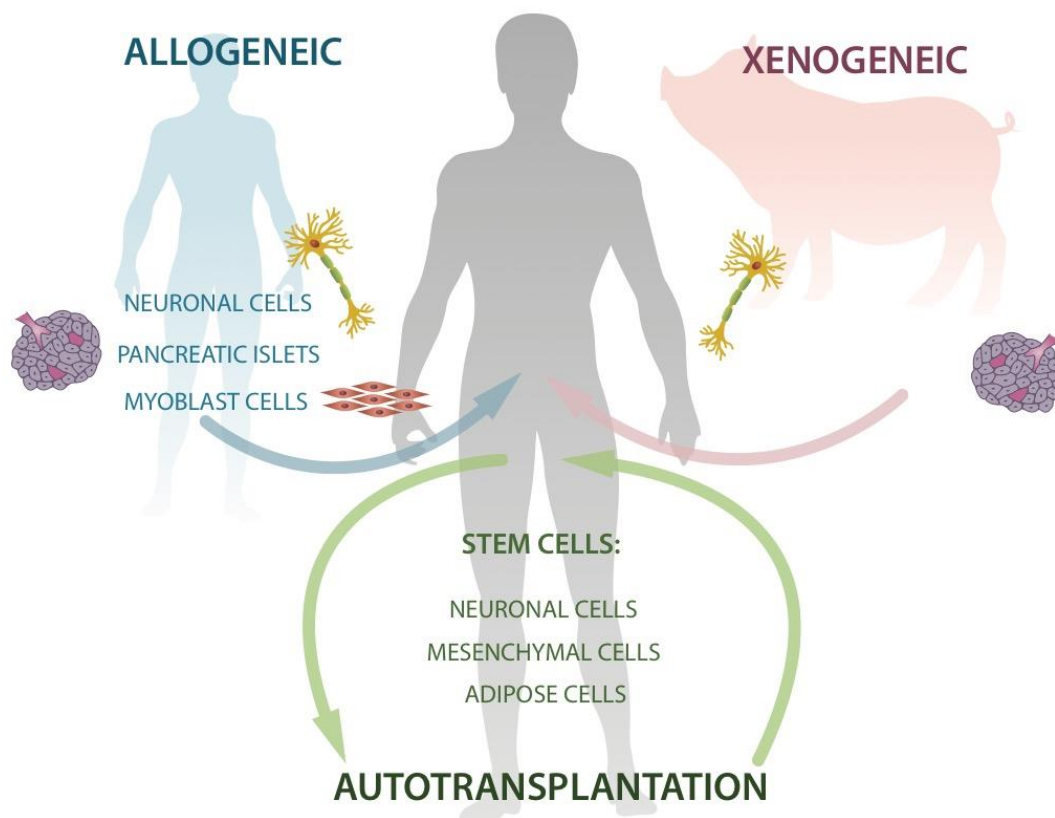 ALLOGENEIC
XENOGENEIC
NEURONAL CELLS
PANCREATIC ISLETS
MYOBLAST CELLS
STEM CELLS:
NEURONAL CELLS
MESENCHYMAL CELLS
ADIPOSE CELLS
AUTOTRANSPLANTATION